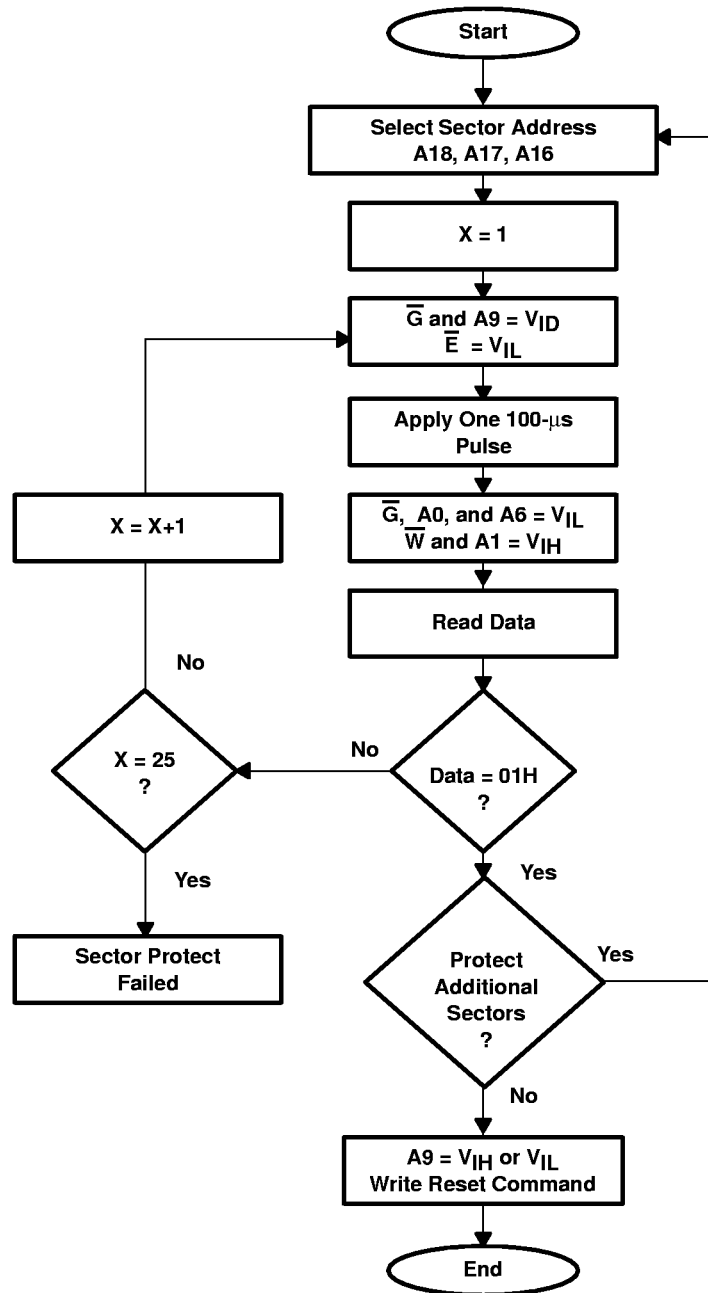 Start
Select Sector Address
A18, A17, A16
X = 1
G̅ and A9 = VID
E̅ = VIL
Apply One 100-μs
Pulse
X = X+1
G̅, A0, and A6 = VIL
W̅ and A1 = VIH
Read Data
No
X = 25
?
No
Data = 01H
?
Yes
Yes
Sector Protect
Failed
Protect
Additional
Sectors
?
Yes
No
A9 = VIH or VIL
Write Reset Command
End